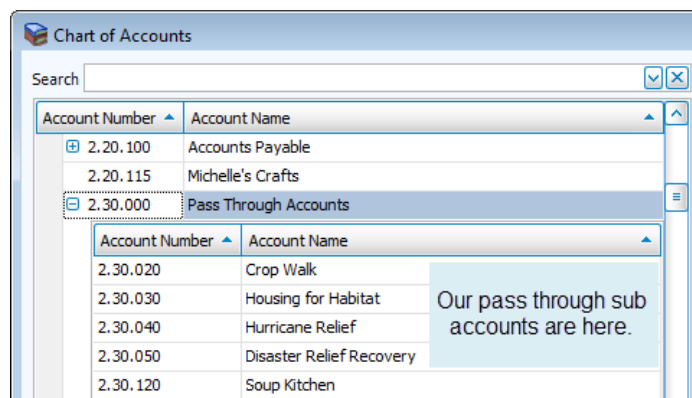 Chart of Accounts
Search
Account Number Account Name
2.20.100 Accounts Payable
2.20.115 Michelle's Crafts
2.30.000 Pass Through Accounts
Account Number Account Name
2.30.020 Crop Walk
2.30.030 Housing for Habitat
2.30.040 Hurricane Relief
2.30.050 Disaster Relief Recovery
2.30.120 Soup Kitchen
Our pass through sub
accounts are here.